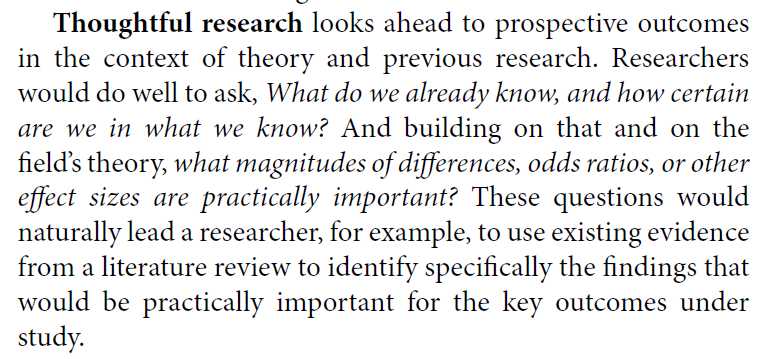 Thoughtful research looks ahead to prospective outcomes
in the context of theory and previous research. Researchers
would do well to ask, What do we already know, and how certain
are we in what we know? And building on that and on the
field’s theory, what magnitudes of differences, odds ratios, or other
effect sizes are practically important? These questions would
naturally lead a researcher, for example, to use existing evidence
from a literature review to identify specifically the findings that
would be practically important for the key outcomes under
study.